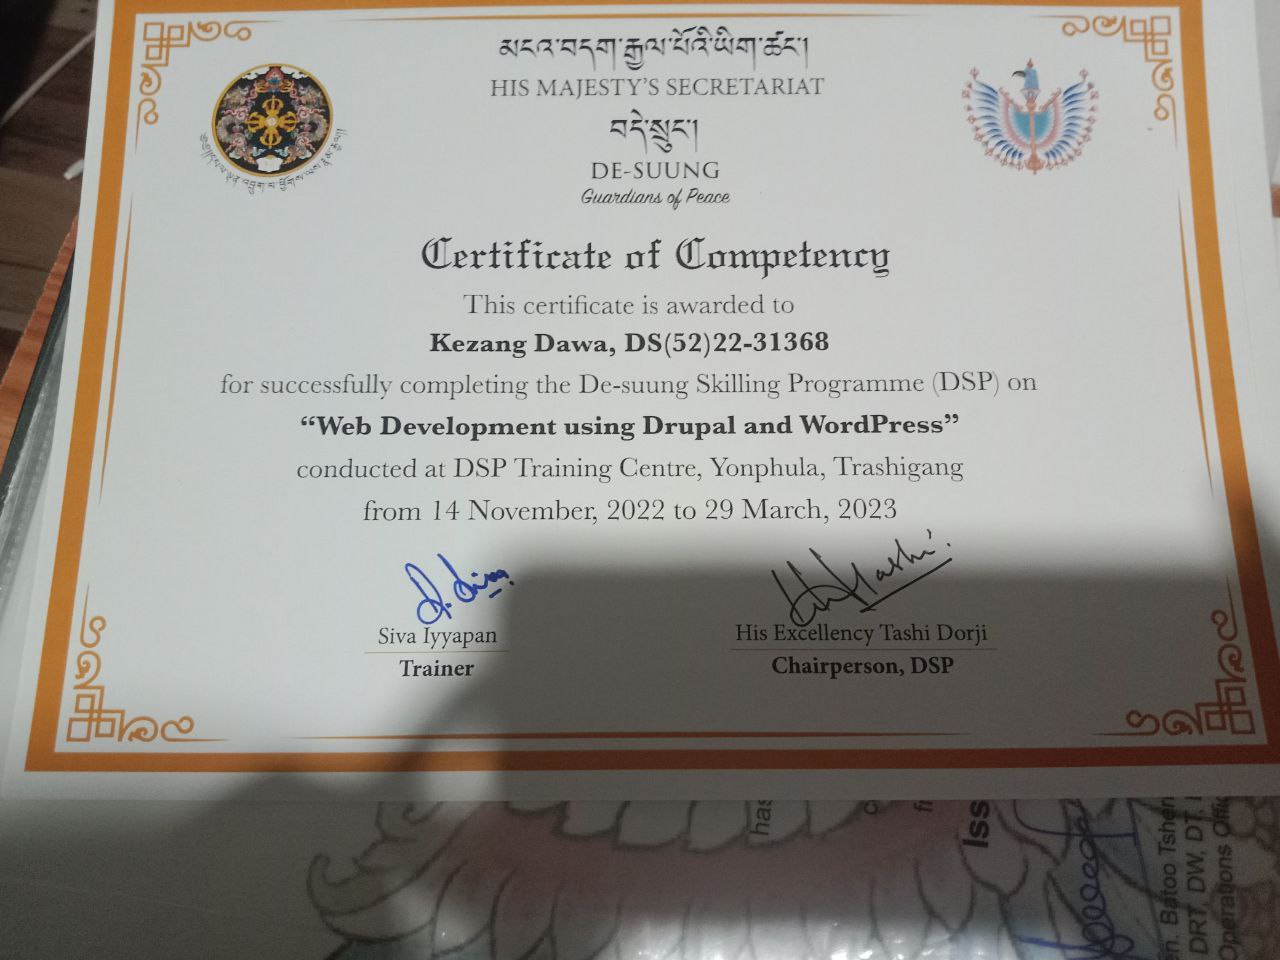 མངའ་བདག་རྒྱལ་པོའི་ཡིག་ཚང་།
HIS MAJESTY'S SECRETARIAT
བདེ་སྲུང་།
DE-SUUNG
Guardians of Peace
Certificate of Competency
This certificate is awarded to
Kezang Dawa, DS(52)22-31368
for successfully completing the De-suung Skilling Programme (DSP) on
“Web Development using Drupal and WordPress”
conducted at DSP Training Centre, Yonphula, Trashigang
from 14 November, 2022 to 29 March, 2023
Siva Iyyapan
Trainer
His Excellency Tashi Dorji
Chairperson, DSP
has
Iss
Batoo Tsher
DRT, DW, DT,
Operations